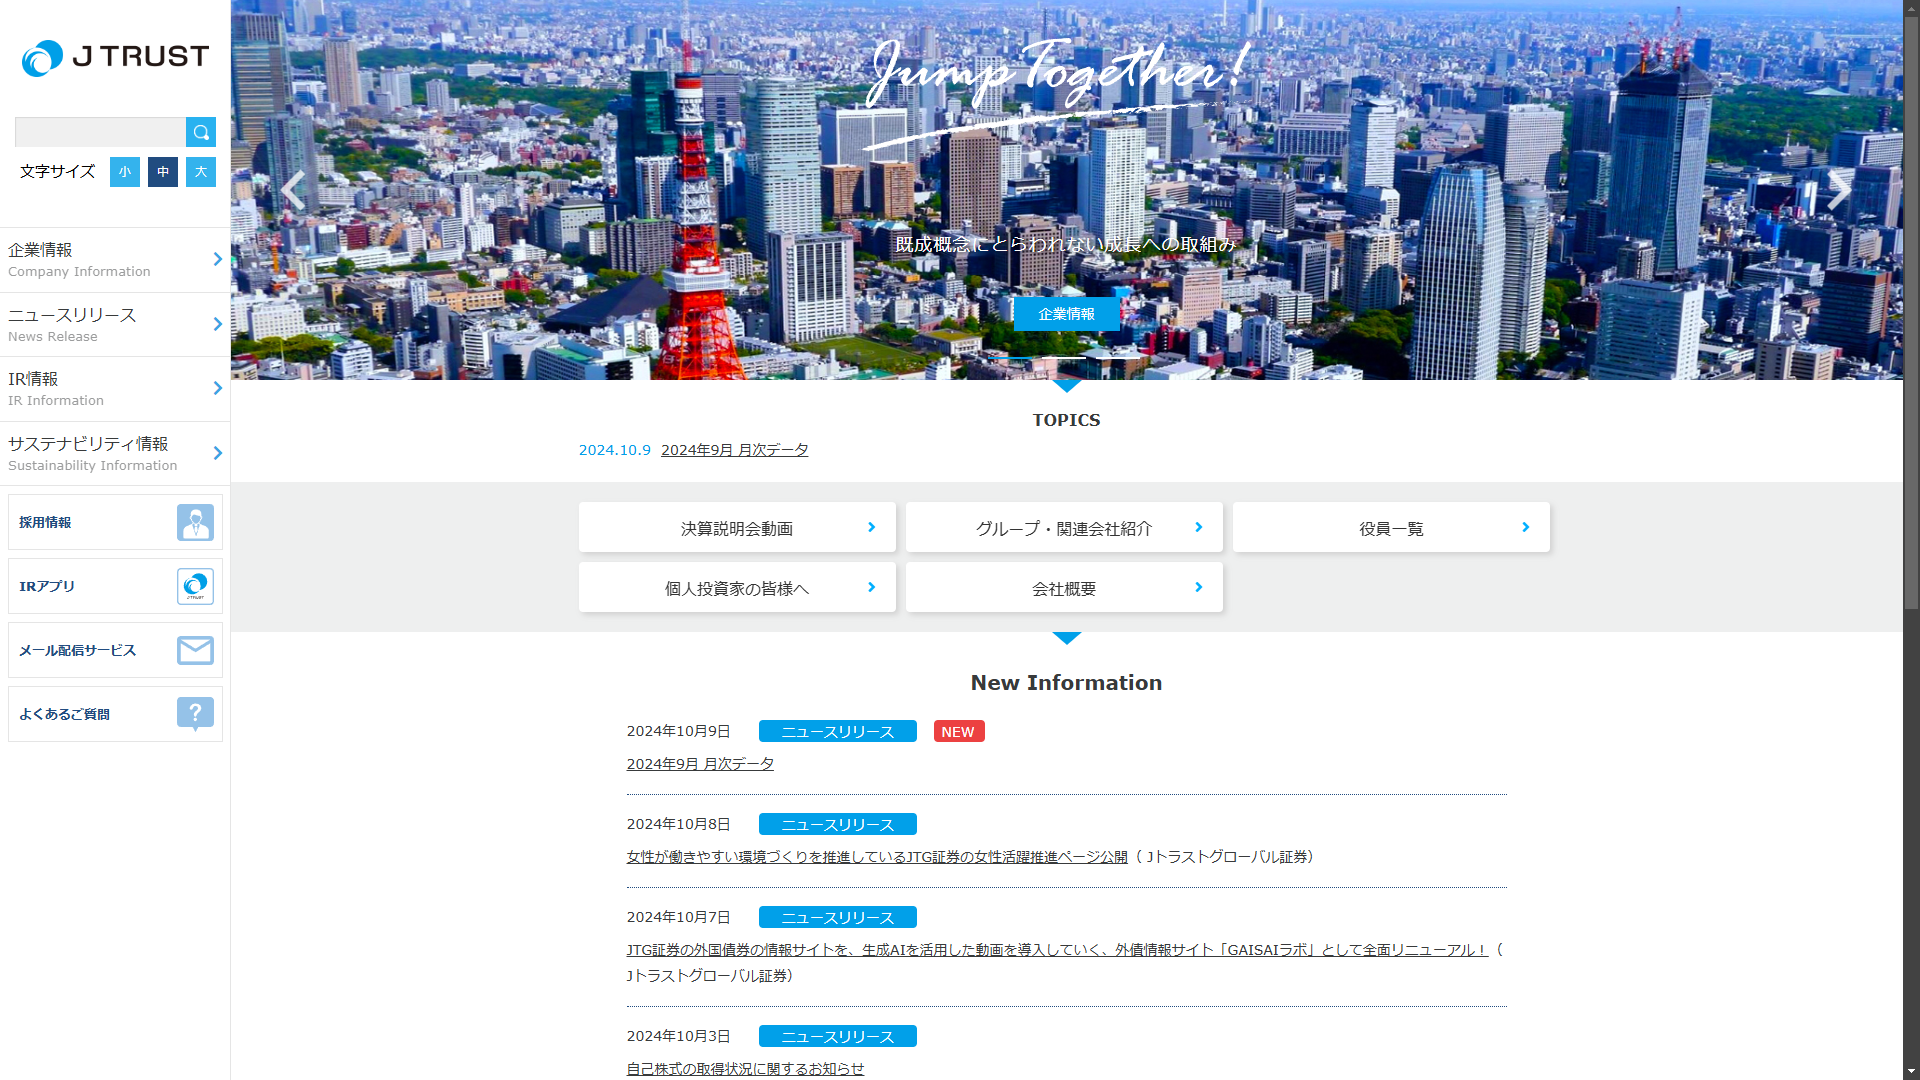 J TRUST
文字サイズ 小 中 大
企業情報
Company Information
ニュースリリース
News Release
IR情報
IR Information
サステナビリティ情報
Sustainability Information
採用情報
IRアプリ
J TRUST
メール配信サービス
よくあるご質問
?
Jump Together!
既成概念にとらわれない成長への取組み
企業情報
TOPICS
2024.10.9 2024年9月 月次データ
決算説明会動画
グループ・関連会社紹介
役員一覧
個人投資家の皆様へ
会社概要
New Information
2024年10月9日 ニュースリリース NEW
2024年9月 月次データ
2024年10月8日 ニュースリリース
女性が働きやすい環境づくりを推進しているJTG証券の女性活躍推進ページ公開（ Jトラストグローバル証券）
2024年10月7日 ニュースリリース
JTG証券の外国債券の情報サイトを、生成AIを活用した動画を導入していく、外債情報サイト「GAISAIラボ」として全面リニューアル！（
Jトラストグローバル証券）
2024年10月3日 ニュースリリース
自己株式の取得状況に関するお知らせ